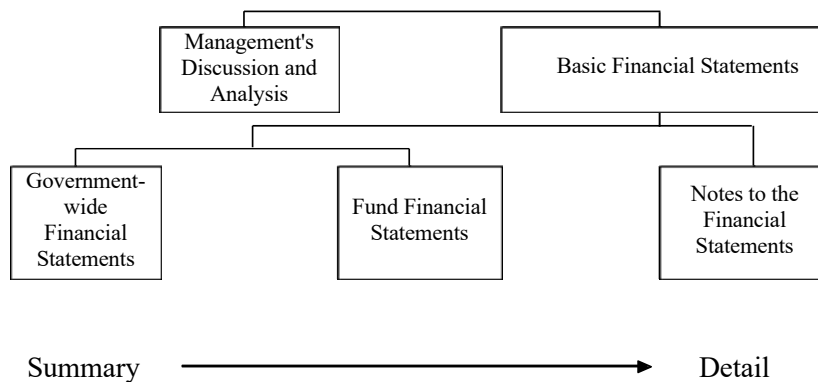 Management's
Discussion and
Analysis
Basic Financial Statements
Government-
wide
Financial
Statements
Fund Financial
Statements
Notes to the
Financial
Statements
Summary
Detail